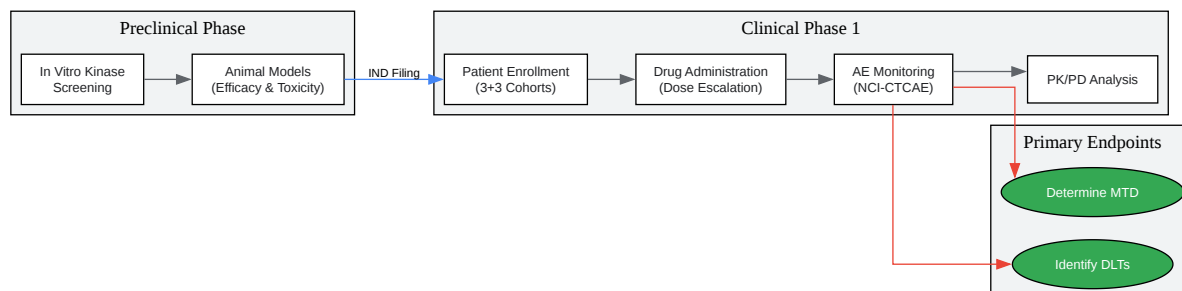 Preclinical Phase
In Vitro Kinase
Screening
Animal Models
(Efficacy & Toxicity)
IND Filing
Clinical Phase 1
Patient Enrollment
(3+3 Cohorts)
Drug Administration
(Dose Escalation)
AE Monitoring
(NCI-CTCAE)
PK/PD Analysis
Primary Endpoints
Determine MTD
Identify DLTs